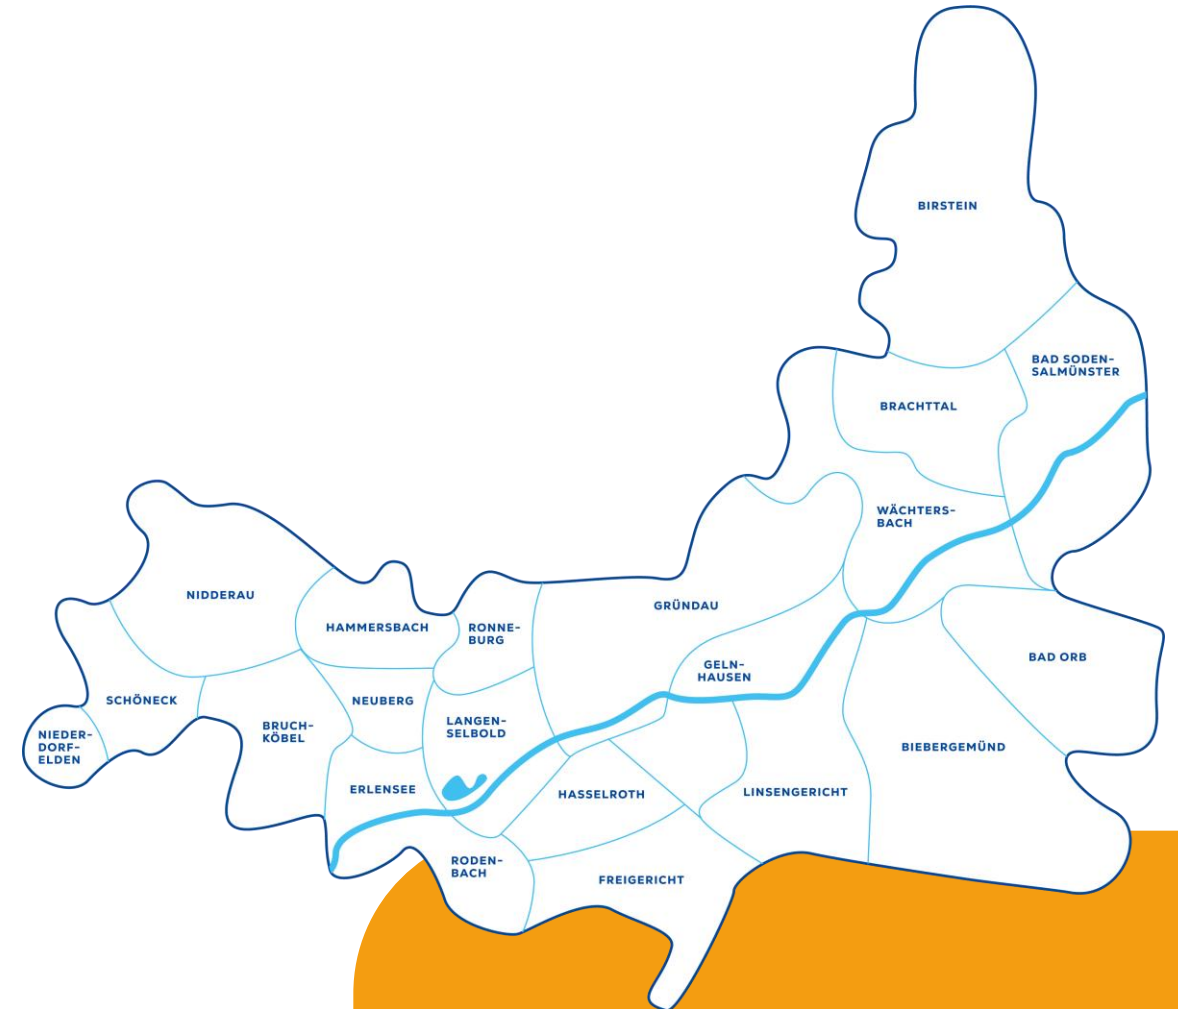 BIRSTEIN
BAD SODEN-
SALMÜNSTER
BRACHTTAL
WÄCHTERS-
BACH
NIDDERAU
HAMMERSBACH
RONNE-
BURG
GRÜNDAU
GELN-
HAUSEN
BAD ORB
SCHÖNECK
NEUBERG
BRUCH-
KÖBEL
LANGEN-
SELBOLD
NIEDER-
DORF-
ELDEN
BIEBERGEMÜND
ERLENSEE
HASSELROTH
LINSENGERICHT
RODEN-
BACH
FREIGERICHT